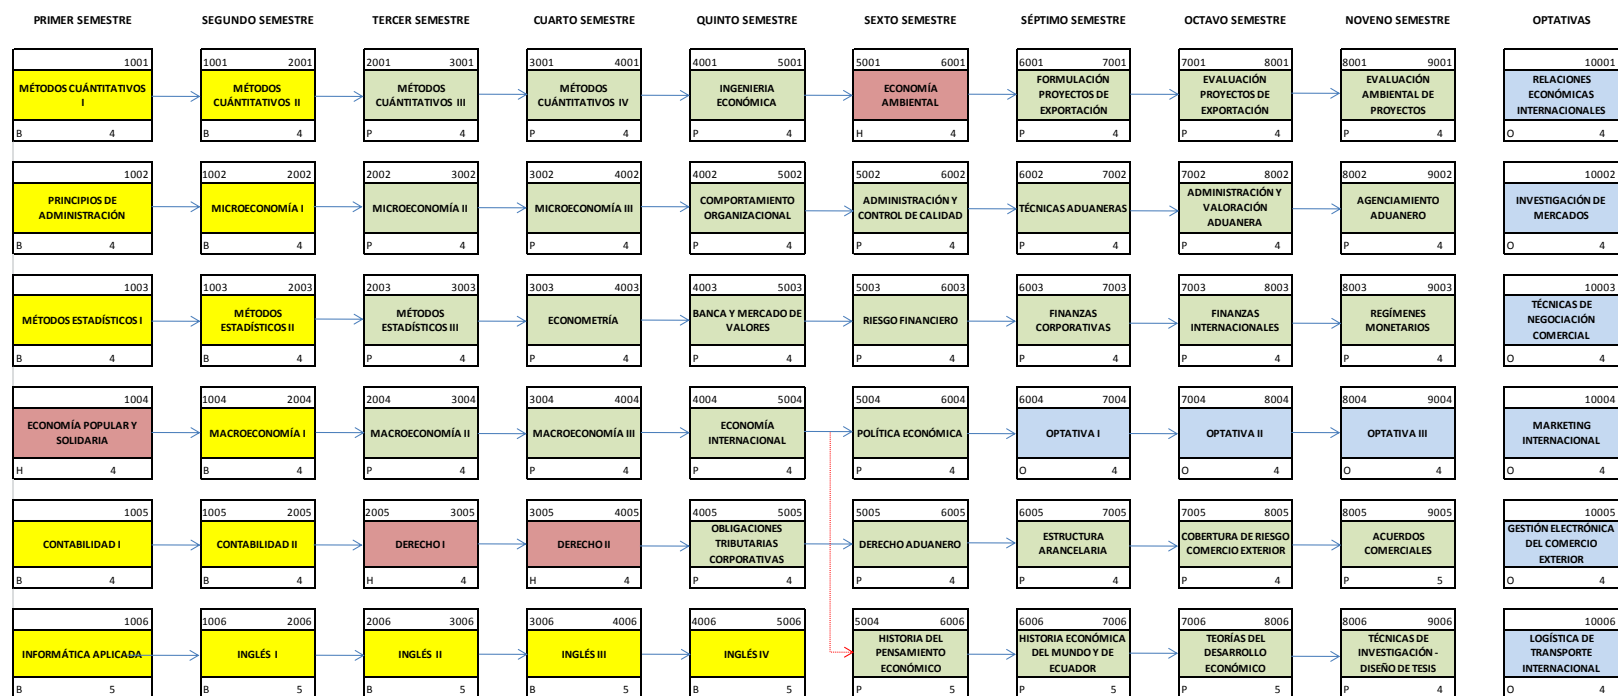 PRIMER SEMESTRE SEGUNDO SEMESTRE TERCER SEMESTRE CUARTO SEMESTRE QUINTO SEMESTRE SEXTO SEMESTRE SÉPTIMO SEMESTRE OCTAVO SEMESTRE NOVENO SEMESTRE OPTATIVAS
1001 1001 2001 2001 3001 3001 4001 4001 5001 5001 6001 6001 7001 7001 8001 8001 9001 10001
MÉTODOS CUÁNTITATIVOS
I
MÉTODOS
CUÁNTITATIVOS II
MÉTODOS
CUÁNTITATIVOS III
MÉTODOS
CUÁNTITATIVOS IV
INGENIERIA
ECONÓMICA
ECONOMÍA
AMBIENTAL
FORMULACIÓN
PROYECTOS DE
EXPORTACIÓN
EVALUACIÓN
PROYECTOS DE
EXPORTACIÓN
EVALUACIÓN
AMBIENTAL DE
PROYECTOS
RELACIONES
ECONÓMICAS
INTERNACIONALES
B 4 B 4 P 4 P 4 P 4 H 4 P 4 P 4 P 4 O 4
1002 1002 2002 2002 3002 3002 4002 4002 5002 5002 6002 6002 7002 7002 8002 8002 9002 10002
PRINCIPIOS DE
ADMINISTRACIÓN
MICROECONOMÍA I
MICROECONOMÍA II
MICROECONOMÍA III
COMPORTAMIENTO
ORGANIZACIONAL
ADMINISTRACIÓN Y
CONTROL DE CALIDAD
TÉCNICAS ADUANERAS
ADMINISTRACIÓN Y
VALORACIÓN
ADUANERA
AGENCIAMIENTO
ADUANERO
INVESTIGACIÓN DE
MERCADOS
B 4 B 4 P 4 P 4 P 4 P 4 P 4 P 4 P 4 O 4
1003 1003 2003 2003 3003 3003 4003 4003 5003 5003 6003 6003 7003 7003 8003 8003 9003 10003
MÉTODOS ESTADÍSTICOS I
MÉTODOS
ESTADÍSTICOS II
MÉTODOS
ESTADÍSTICOS III
ECONOMETRÍA
BANCA Y MERCADO DE
VALORES
RIESGO FINANCIERO
FINANZAS
CORPORATIVAS
FINANZAS
INTERNACIONALES
REGÍMENES
MONETARIOS
TÉCNICAS DE
NEGOCIACIÓN
COMERCIAL
B 4 B 4 P 4 P 4 P 4 P 4 P 4 P 4 P 4 O 4
1004 1004 2004 2004 3004 3004 4004 4004 5004 5004 6004 6004 7004 7004 8004 8004 9004 10004
ECONOMÍA POPULAR Y
SOLIDARIA
MACROECONOMÍA I
MACROECONOMÍA II
MACROECONOMÍA III
ECONOMÍA
INTERNACIONAL
POLÍTICA ECONÓMICA
OPTATIVA I
OPTATIVA II
OPTATIVA III
MARKETING
INTERNACIONAL
H 4 B 4 P 4 P 4 P 4 P 4 O 4 O 4 O 4 O 4
1005 1005 2005 2005 3005 3005 4005 4005 5005 5005 6005 6005 7005 7005 8005 8005 9005 10005
CONTABILIDAD I
CONTABILIDAD II
DERECHO I
DERECHO II
OBLIGACIONES
TRIBUTARIAS
CORPORATIVAS
DERECHO ADUANERO
ESTRUCTURA
ARANCELARIA
COBERTURA DE RIESGO
COMERCIO EXTERIOR
ACUERDOS
COMERCIALES
GESTIÓN ELECTRÓNICA
DEL COMERCIO
EXTERIOR
B 4 B 4 H 4 H 4 P 4 P 4 P 4 P 4 P 5 O 4
1006 1006 2006 2006 3006 3006 4006 4006 5006 5004 6006 6006 7006 7006 8006 8006 9006 10006
INFORMÁTICA APLICADA
INGLÉS I
INGLÉS II
INGLÉS III
INGLÉS IV
HISTORIA DEL
PENSAMIENTO
ECONÓMICO
HISTORIA ECONÓMICA
DEL MUNDO Y DE
ECUADOR
TEORÍAS DEL
DESARROLLO
ECONÓMICO
TÉCNICAS DE
INVESTIGACIÓN -
DISEÑO DE TESIS
LOGÍSTICA DE
TRANSPORTE
INTERNACIONAL
B 5 B 5 B 5 B 5 B 5 P 5 P 5 P 5 P 4 O 4